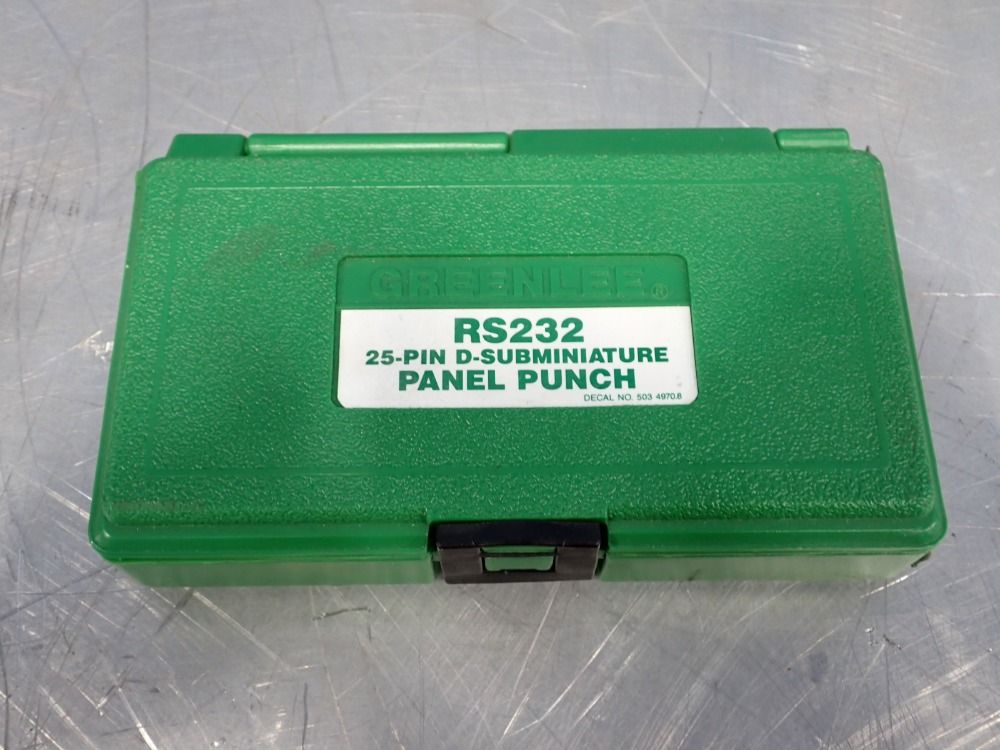 GREENLEE®
RS232
25-PIN D-SUBMINIATURE
PANEL PUNCH
DECAL NO. 503 4970.8